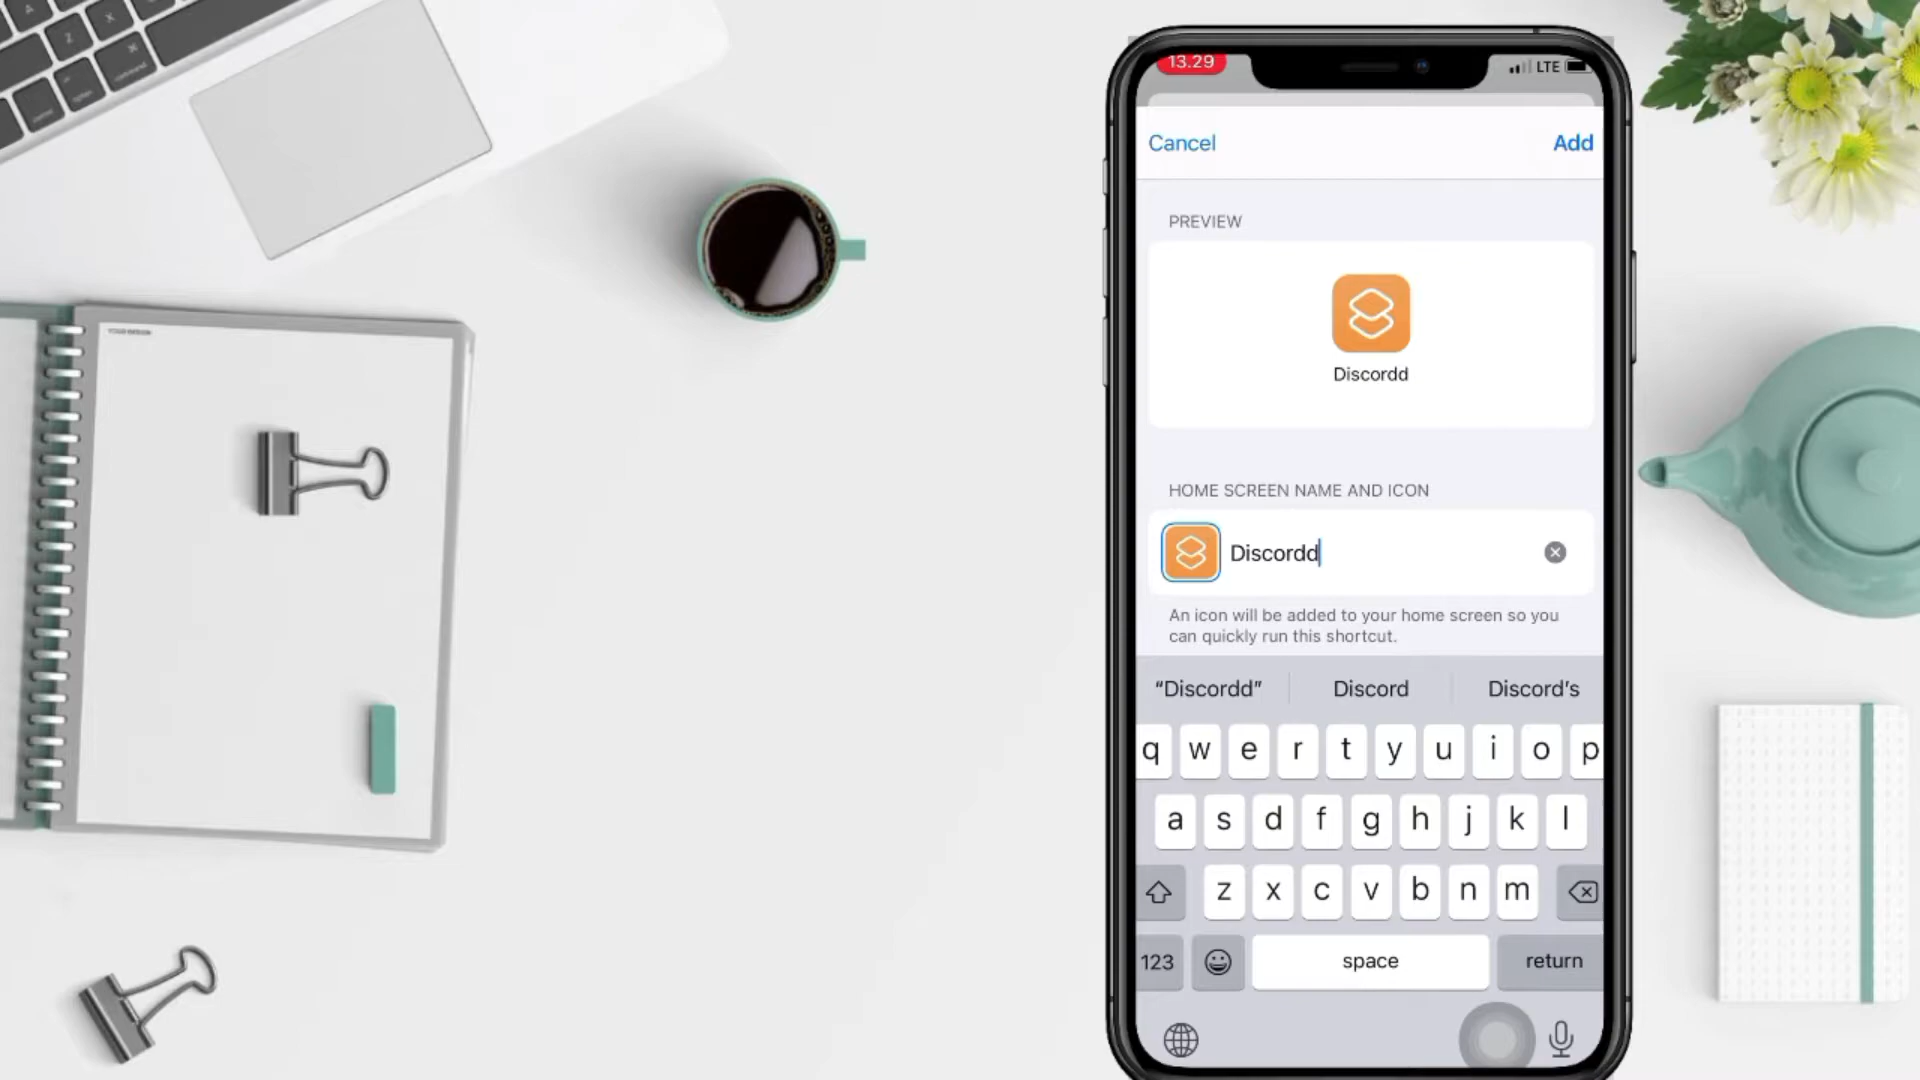 13.29
LTE
Cancel
Add
PREVIEW
Discordd
HOME SCREEN NAME AND ICON
Discordd
An icon will be added to your home screen so you
can quickly run this shortcut.
“Discordd”
Discord
Discord's
q w e r t y u i o p
a s d f g h j k l
z x c v b n m
123
space
return
command